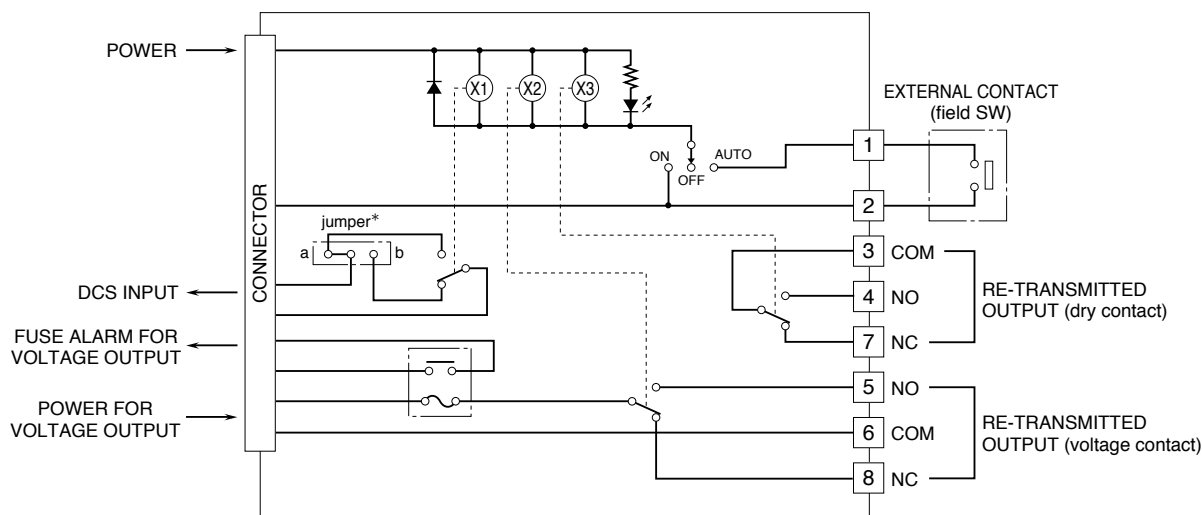 POWER
X1
X2
X3
EXTERNAL CONTACT
(field SW)
ON
OFF
AUTO
1
2
CONNECTOR
jumper*
a
b
DCS INPUT
FUSE ALARM FOR
VOLTAGE OUTPUT
POWER FOR
VOLTAGE OUTPUT
3
COM
4
NO
7
NC
RE-TRANSMITTED
OUTPUT (dry contact)
5
NO
6
COM
8
NC
RE-TRANSMITTED
OUTPUT (voltage contact)